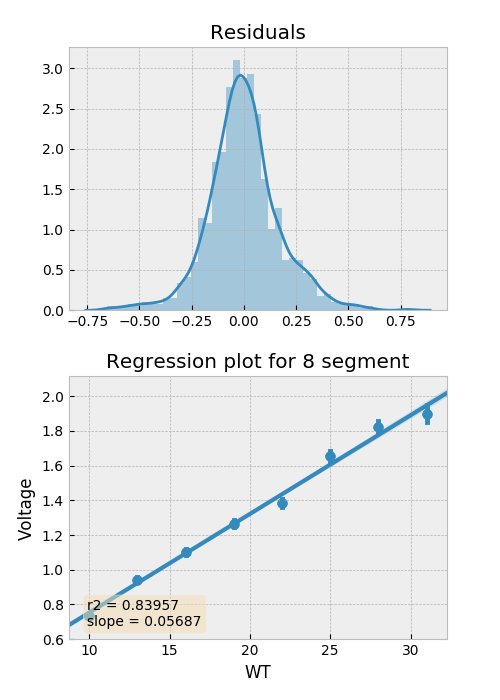 Residuals
3.0
2.5
2.0
1.5
1.0
0.5
0.0
−0.75 −0.50 −0.25 0.00 0.25 0.50 0.75
Regression plot for 8 segment
2.0
1.8
1.6
1.4
1.2
1.0
0.8
0.6
Voltage
r2 = 0.83957
slope = 0.05687
10 15 20 25 30
WT